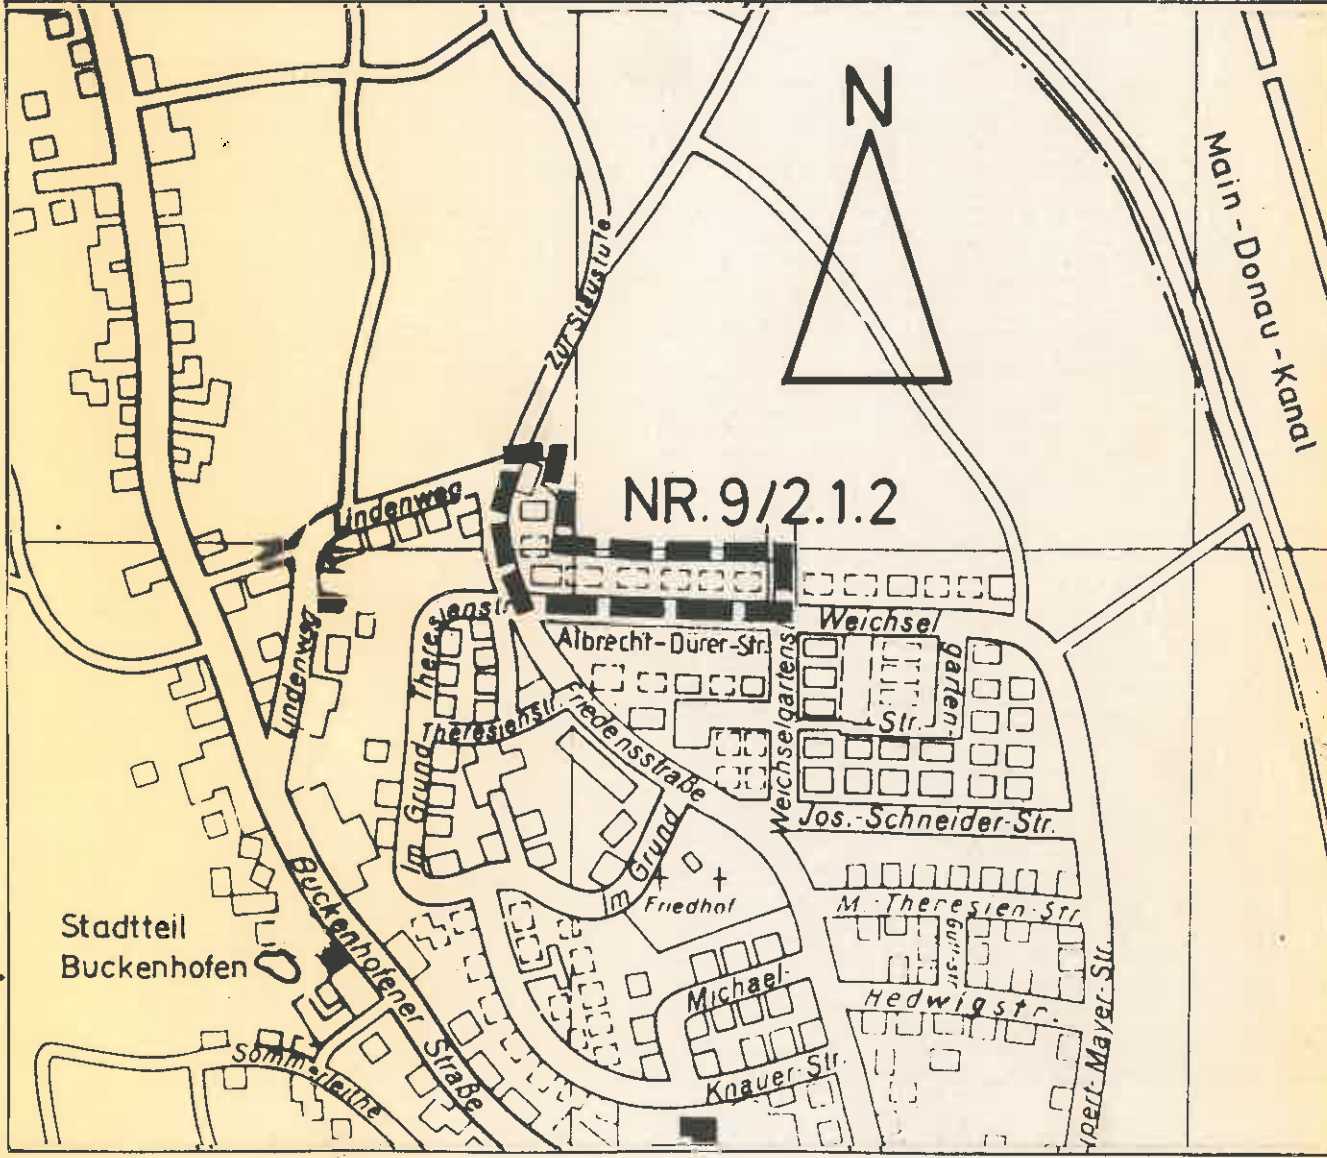 N
Main-Donau-Kanal
Zur Staustufe
Lindenweg
NR. 9/2.1.2
Theresienstr.
Weichsel
garten-
Str.
Albrecht-Dürer-Str.
Lindenweg
Theresienstr.
Friedensstraße
Weichselgartenstr.
Im Grund
Jos.-Schneider-Str.
Im Grund
Friedhof
M.-Theresien-Str.
Buckenhofener Straße
Stadtteil
Buckenhofen
Michael-
Knauer-Str.
Hedwigstr.
Mayer-Str.
Sommerleithe